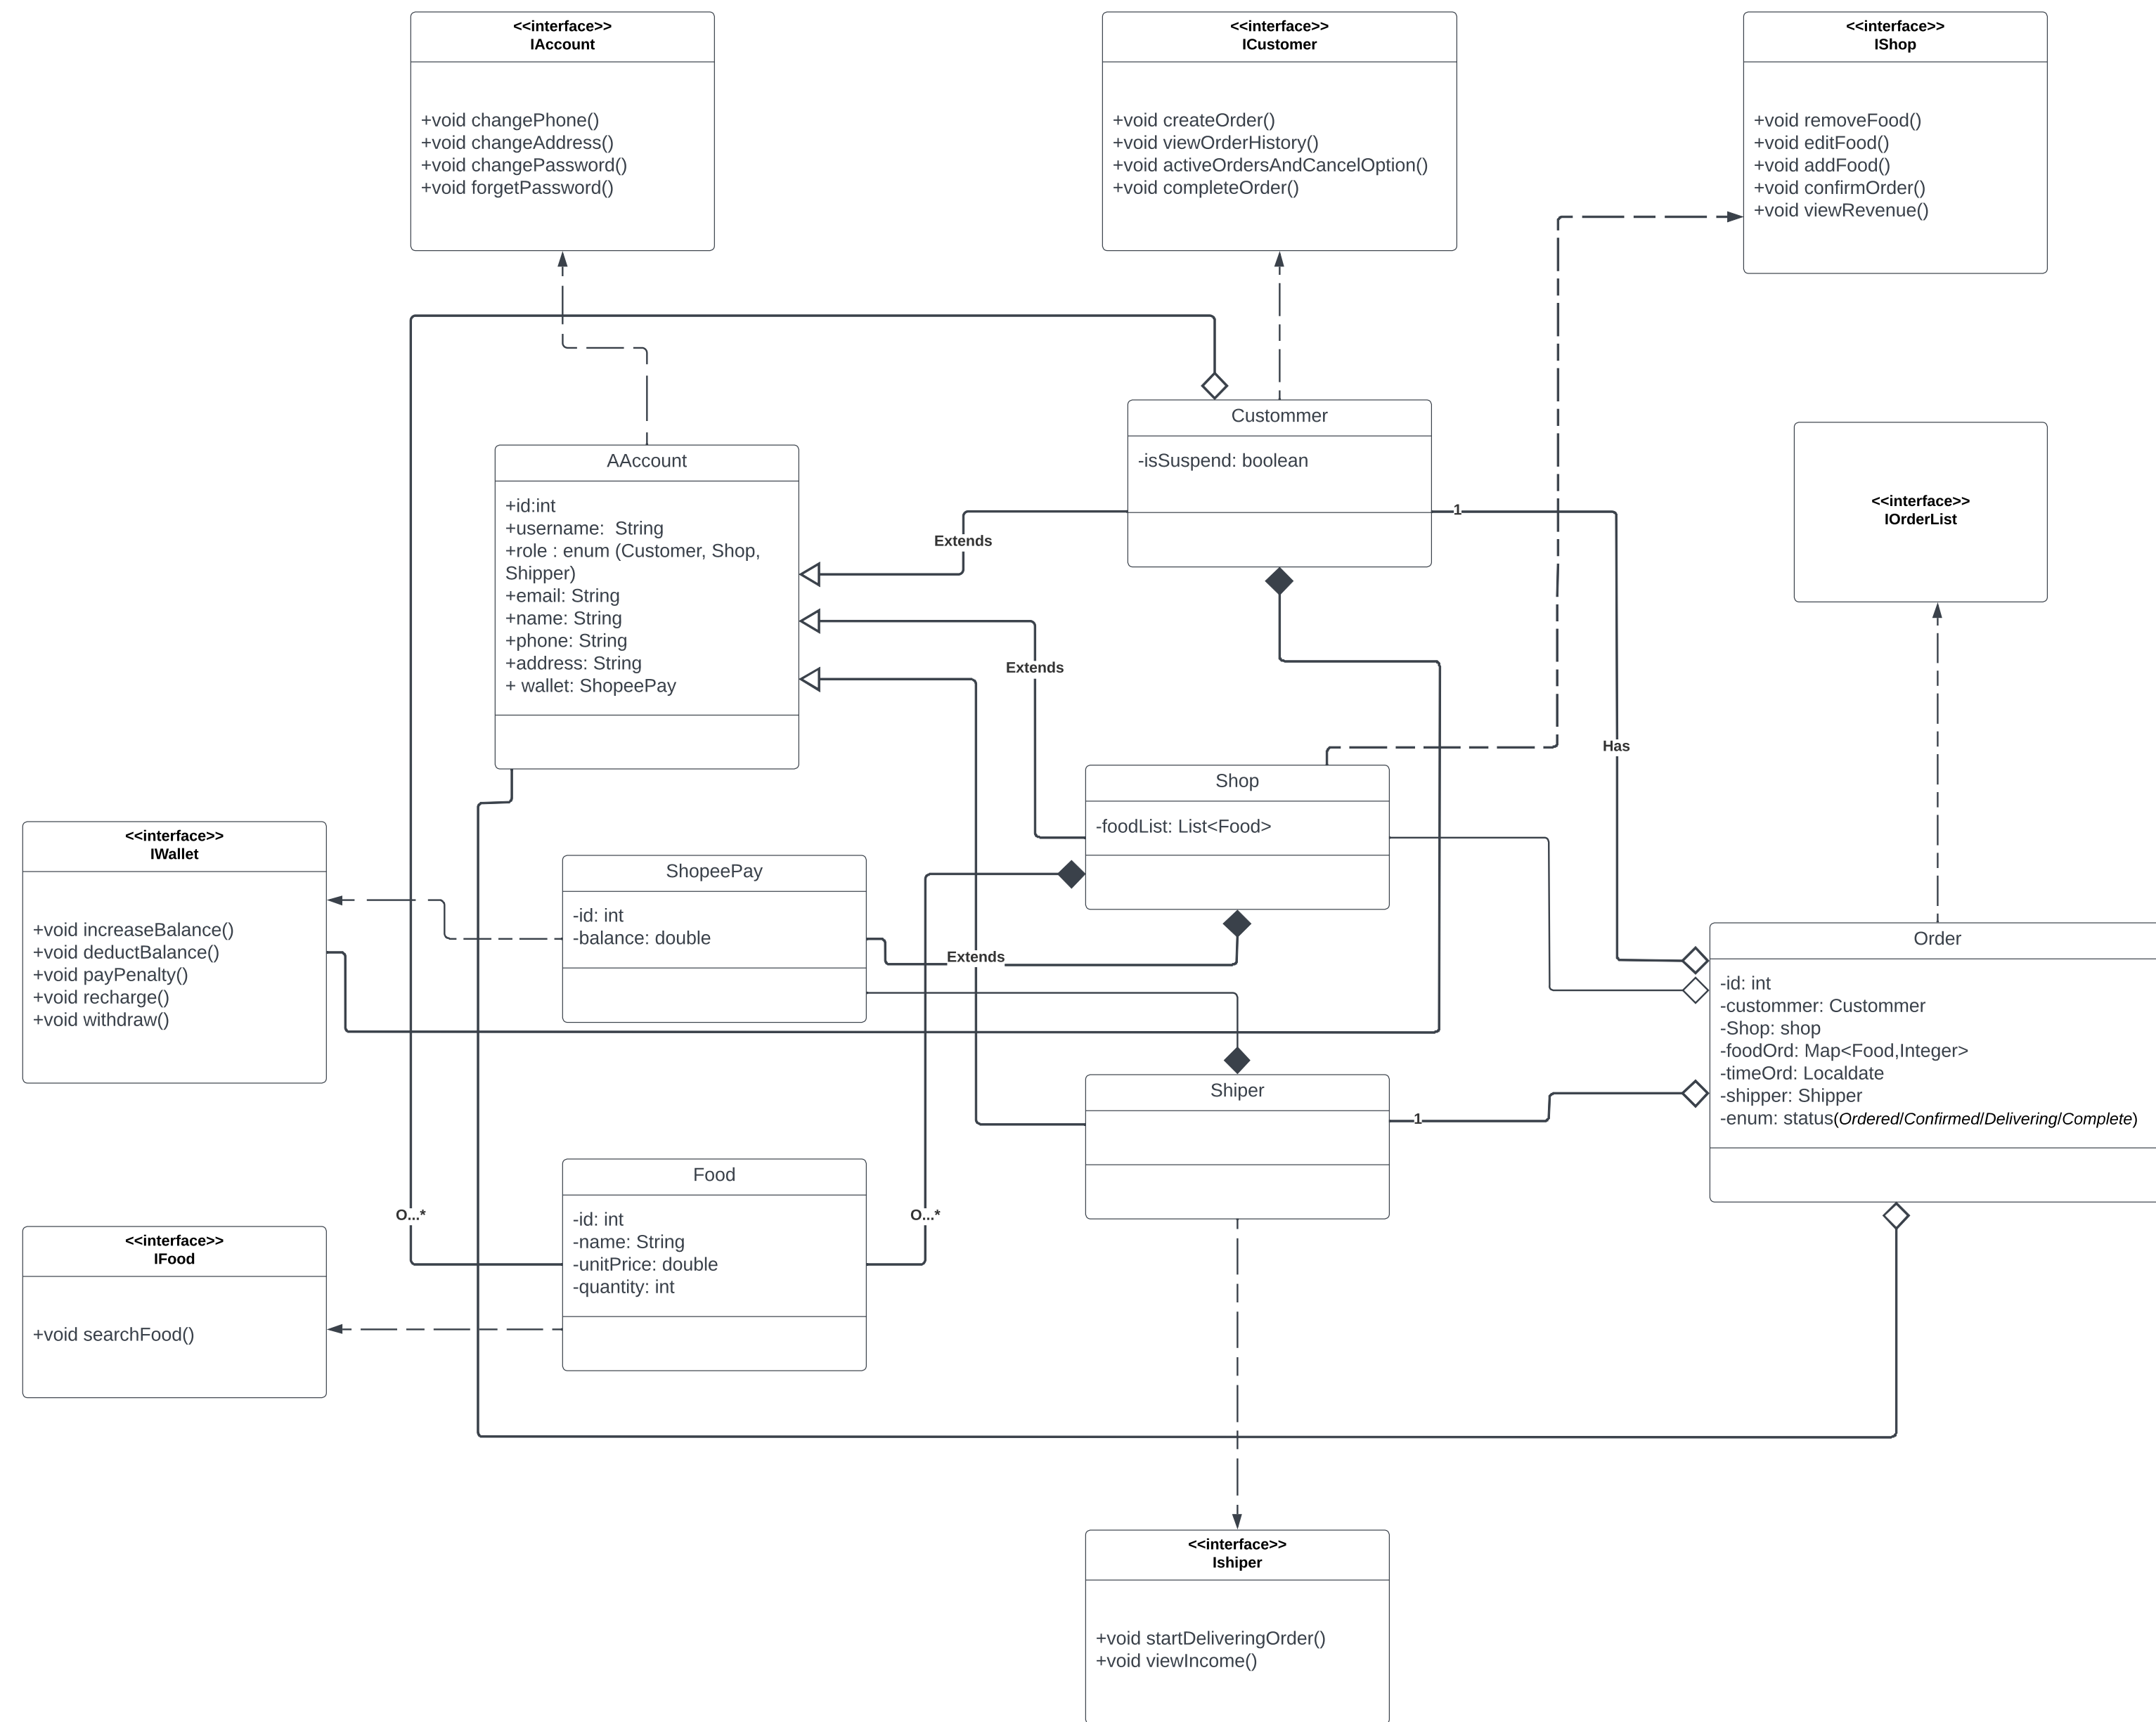 <<interface>>
IAccount
+void changePhone()
+void changeAddress()
+void changePassword()
+void forgetPassword()
<<interface>>
ICustomer
+void createOrder()
+void viewOrderHistory()
+void activeOrdersAndCancelOption()
+void completeOrder()
<<interface>>
IShop
+void removeFood()
+void editFood()
+void addFood()
+void confirmOrder()
+void viewRevenue()
Custommer
-isSuspend: boolean
AAccount
+id:int
+username:  String
+role : enum (Customer, Shop,
Shipper)
+email: String
+name: String
+phone: String
+address: String
+ wallet: ShopeePay
<<interface>>
IOrderList
1
Extends
Extends
Has
Shop
-foodList: List<Food>
<<interface>>
IWallet
+void increaseBalance()
+void deductBalance()
+void payPenalty()
+void recharge()
+void withdraw()
ShopeePay
-id: int
-balance: double
Extends
Order
-id: int
-custommer: Custommer
-Shop: shop
-foodOrd: Map<Food,Integer>
-timeOrd: Localdate
-shipper: Shipper
-enum: status(Ordered/Confirmed/Delivering/Complete)
Shiper
1
Food
-id: int
-name: String
-unitPrice: double
-quantity: int
O...*
O...*
<<interface>>
IFood
+void searchFood()
<<interface>>
Ishiper
+void startDeliveringOrder()
+void viewIncome()